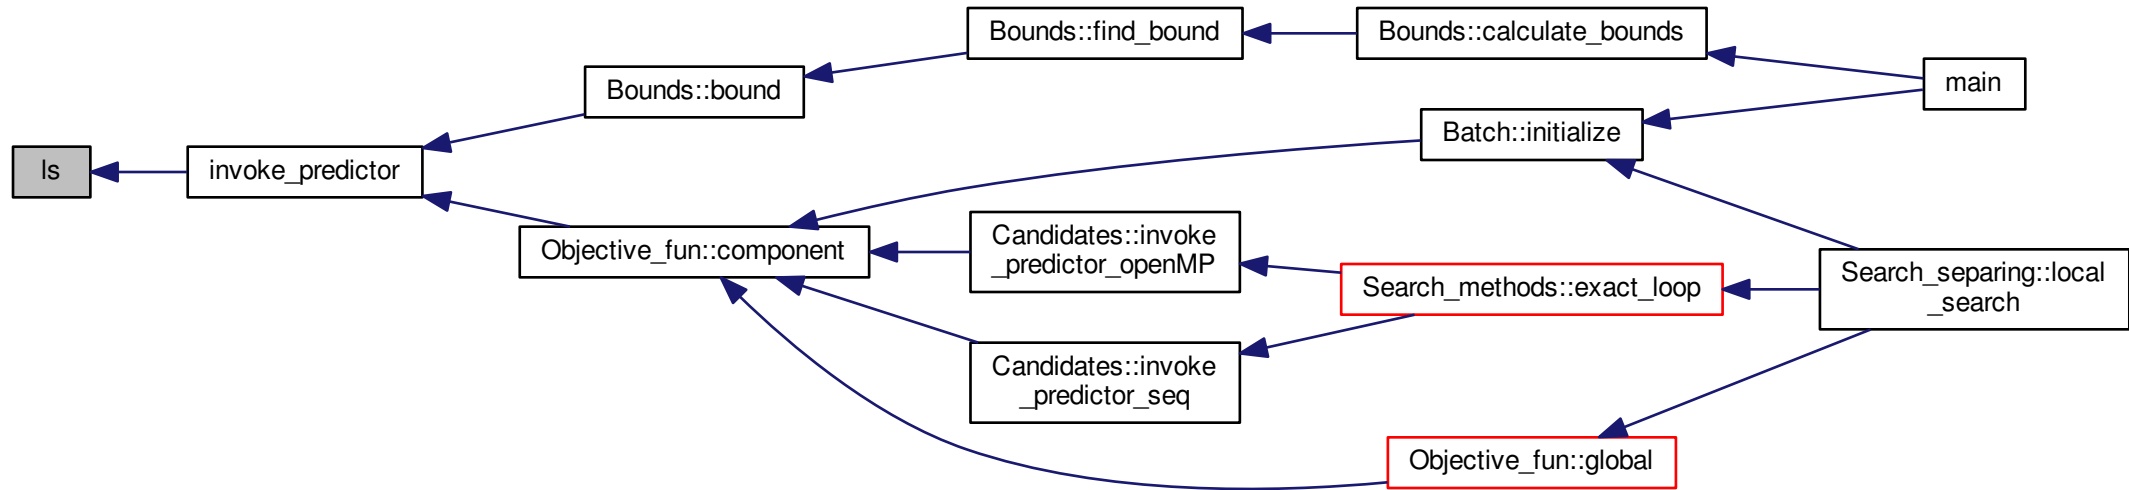 ls
invoke_predictor
Bounds::bound
Bounds::find_bound
Bounds::calculate_bounds
main
Objective_fun::component
Batch::initialize
Candidates::invoke
_predictor_openMP
Candidates::invoke
_predictor_seq
Search_methods::exact_loop
Objective_fun::global
Search_separing::local
_search